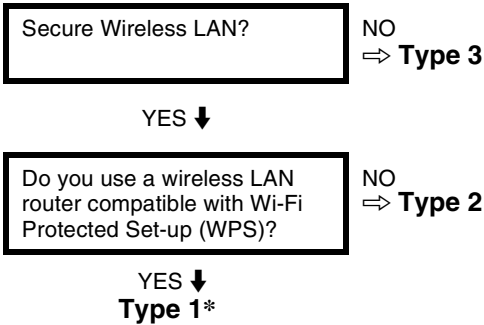 Secure Wireless LAN?
NO
⇨ Type 3
YES ⬇
Do you use a wireless LAN
router compatible with Wi-Fi
Protected Set-up (WPS)?
NO
⇨ Type 2
YES ⬇
Type 1*